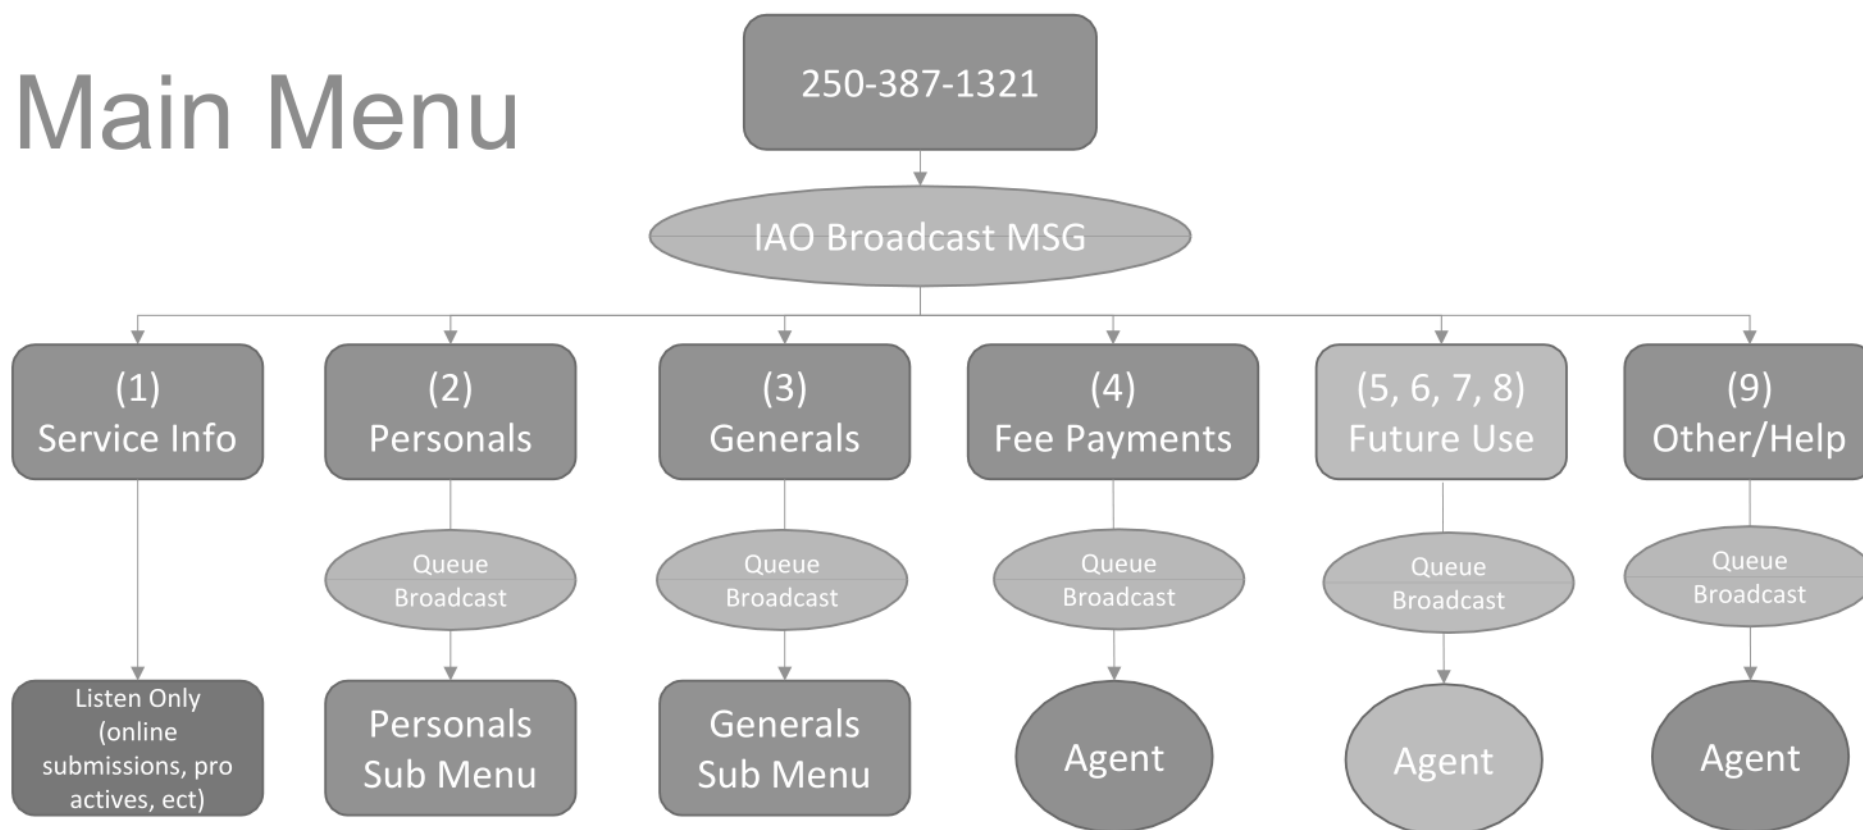 Main Menu
250-387-1321
IAO Broadcast MSG
(1)
Service Info
(2)
Personals
(3)
Generals
(4)
Fee Payments
(5, 6, 7, 8)
Future Use
(9)
Other/Help
Queue
Broadcast
Queue
Broadcast
Queue
Broadcast
Queue
Broadcast
Queue
Broadcast
Listen Only
(online
submissions, pro
actives, ect)
Personals
Sub Menu
Generals
Sub Menu
Agent
Agent
Agent